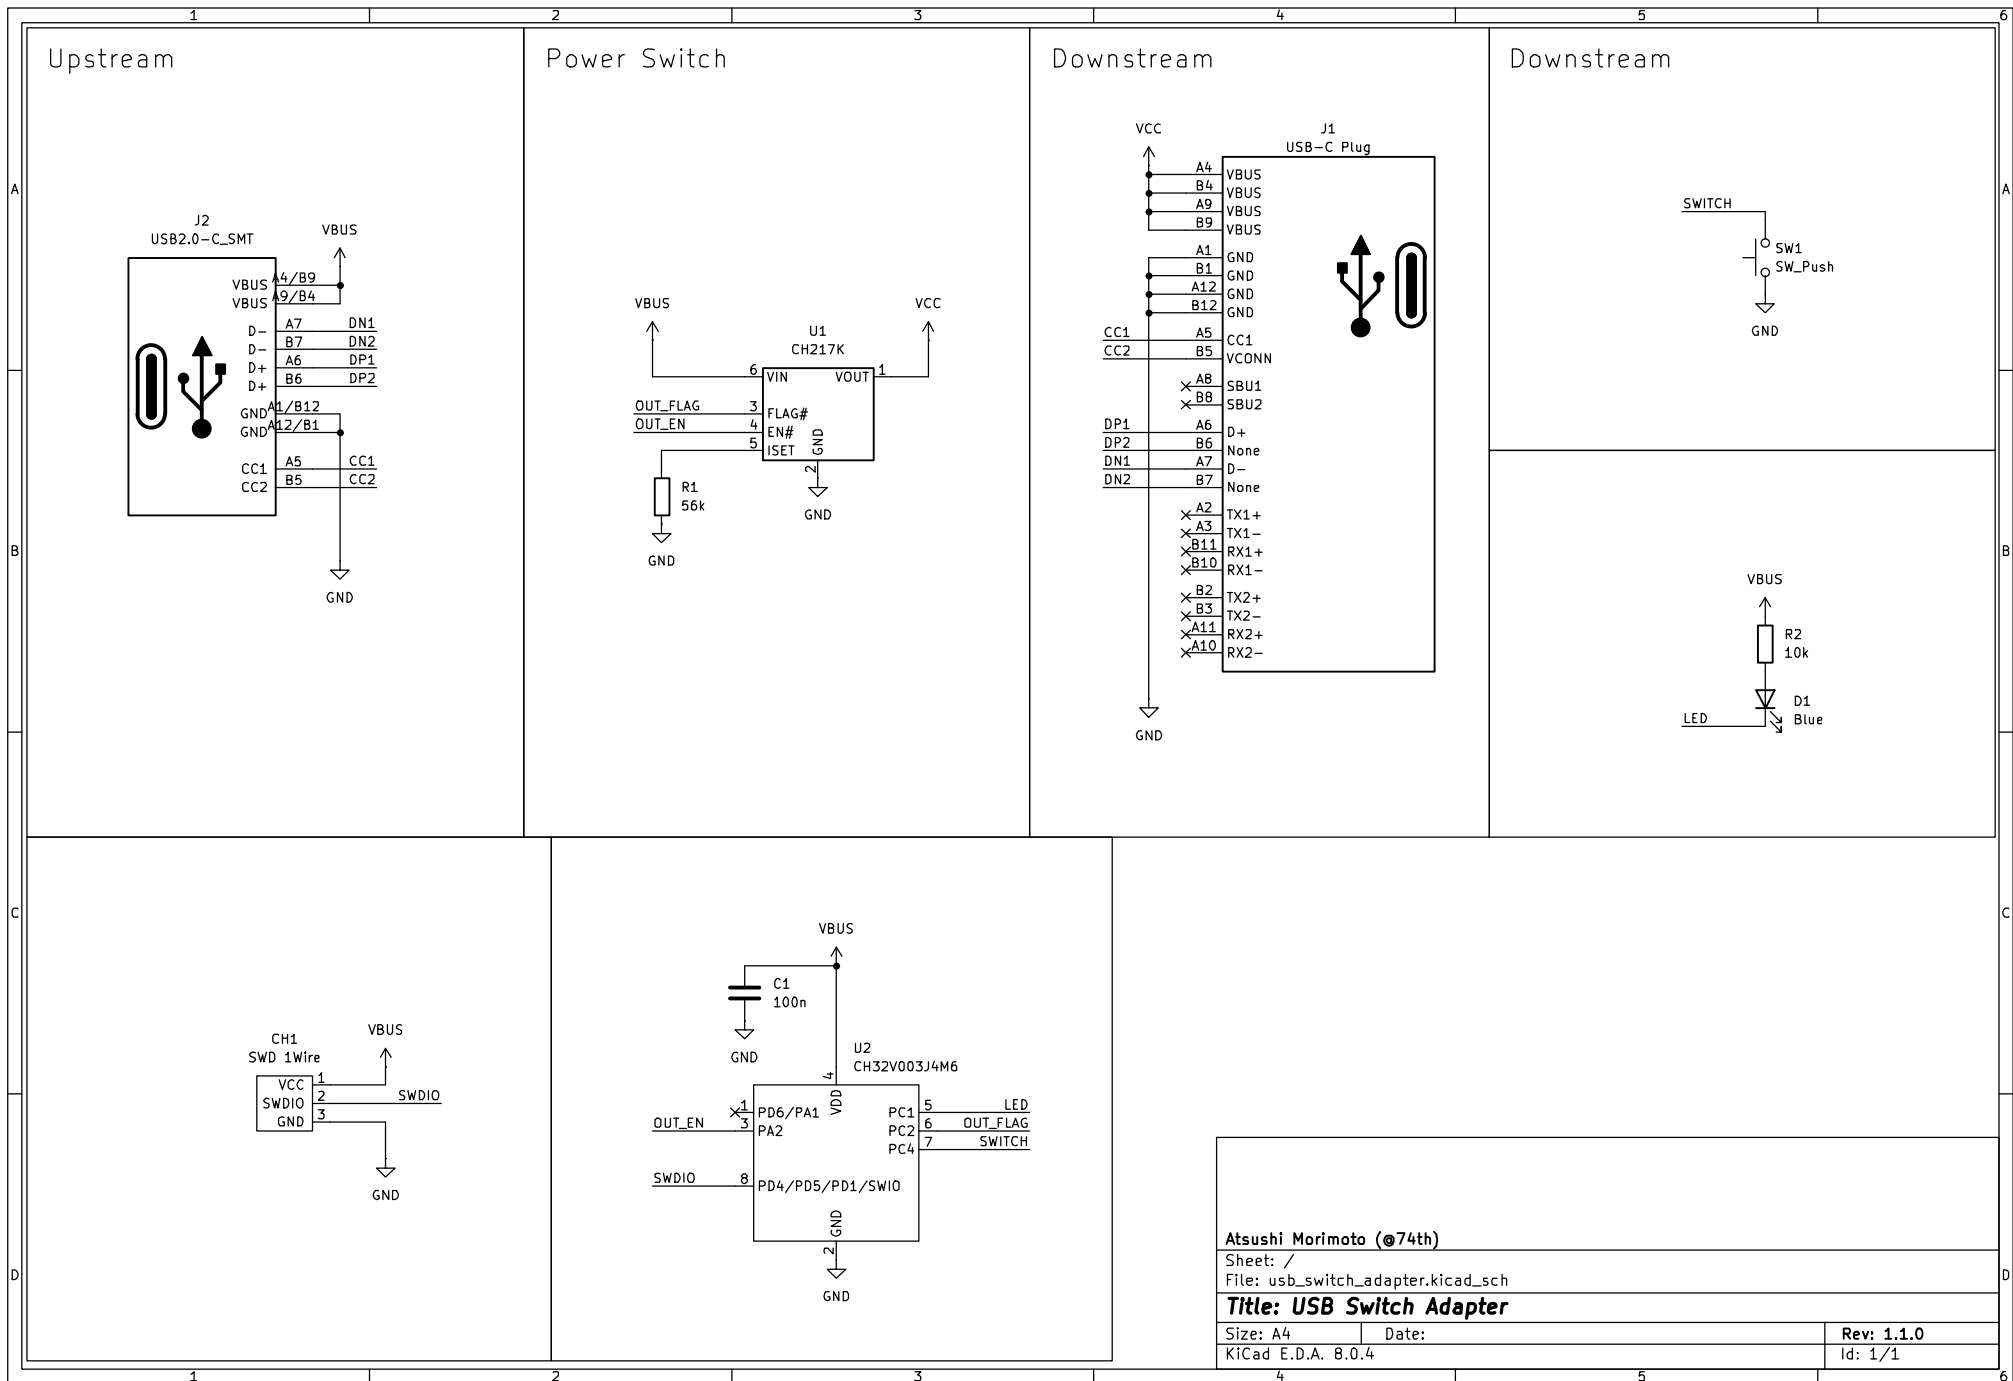 1 2 3 4 5 6
Upstream
Power Switch
Downstream
Downstream
A
B
C
D
A
B
C
D
J2
USB2.0-C_SMT
VBUS
VBUS A4/B9
VBUS A9/B4
D- A7 DN1
D- B7 DN2
D+ A6 DP1
D+ B6 DP2
GND A1/B12
GND A12/B1
CC1 A5 CC1
CC2 B5 CC2
GND
VBUS
VCC
U1
CH217K
6 VIN VOUT 1
OUT_FLAG 3 FLAG#
OUT_EN 4 EN#
5 ISET
GND
2
R1
56k
GND
GND
VCC
J1
USB-C Plug
A4 VBUS
B4 VBUS
A9 VBUS
B9 VBUS
A1 GND
B1 GND
A12 GND
B12 GND
CC1 A5 CC1
CC2 B5 VCONN
A8 SBU1
B8 SBU2
DP1 A6 D+
DP2 B6 None
DN1 A7 D-
DN2 B7 None
A2 TX1+
A3 TX1-
B11 RX1+
B10 RX1-
B2 TX2+
B3 TX2-
A11 RX2+
A10 RX2-
GND
SWITCH
SW1
SW_Push
GND
VBUS
R2
10k
D1
Blue
LED
CH1
SWD 1Wire
VBUS
VCC 1
SWDIO 2 SWDIO
GND 3
GND
VBUS
C1
100n
GND
U2
CH32V003J4M6
4
VDD
1 PD6/PA1
OUT_EN 3 PA2
PC1 5 LED
PC2 6 OUT_FLAG
PC4 7 SWITCH
SWDIO 8 PD4/PD5/PD1/SWIO
GND
2
GND
Atsushi Morimoto (@74th)
Sheet: /
File: usb_switch_adapter.kicad_sch
Title: USB Switch Adapter
Size: A4 Date: Rev: 1.1.0
KiCad E.D.A. 8.0.4 Id: 1/1
1 2 3 4 5 6